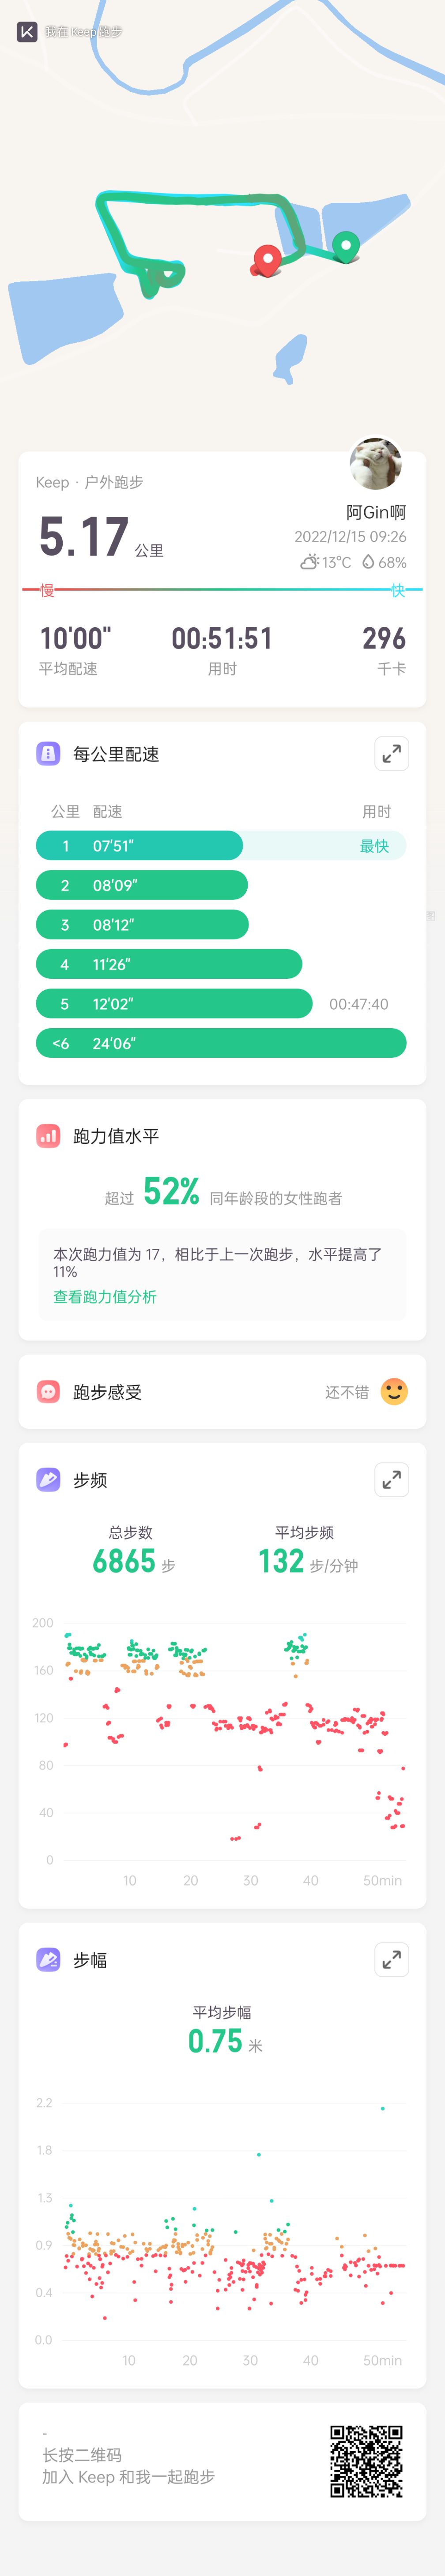 我在 Keep 跑步
Keep · 户外跑步
阿Gin啊
5.17 公里
2022/12/15 09:26
13℃ 68%
慢 快
10'00" 00:51:51 296
平均配速 用时 千卡
每公里配速
公里 配速 用时
1 07'51" 最快
2 08'09"
3 08'12"
4 11'26"
5 12'02" 00:47:40
<6 24'06"
跑力值水平
超过 52% 同年龄段的女性跑者
本次跑力值为 17，相比于上一次跑步，水平提高了
11%
查看跑力值分析
跑步感受 还不错
步频
总步数 平均步频
6865 步 132 步/分钟
200
160
120
80
40
0
10 20 30 40 50min
步幅
平均步幅
0.75 米
2.2
1.8
1.3
0.9
0.4
0.0
10 20 30 40 50min
-
长按二维码
加入 Keep 和我一起跑步